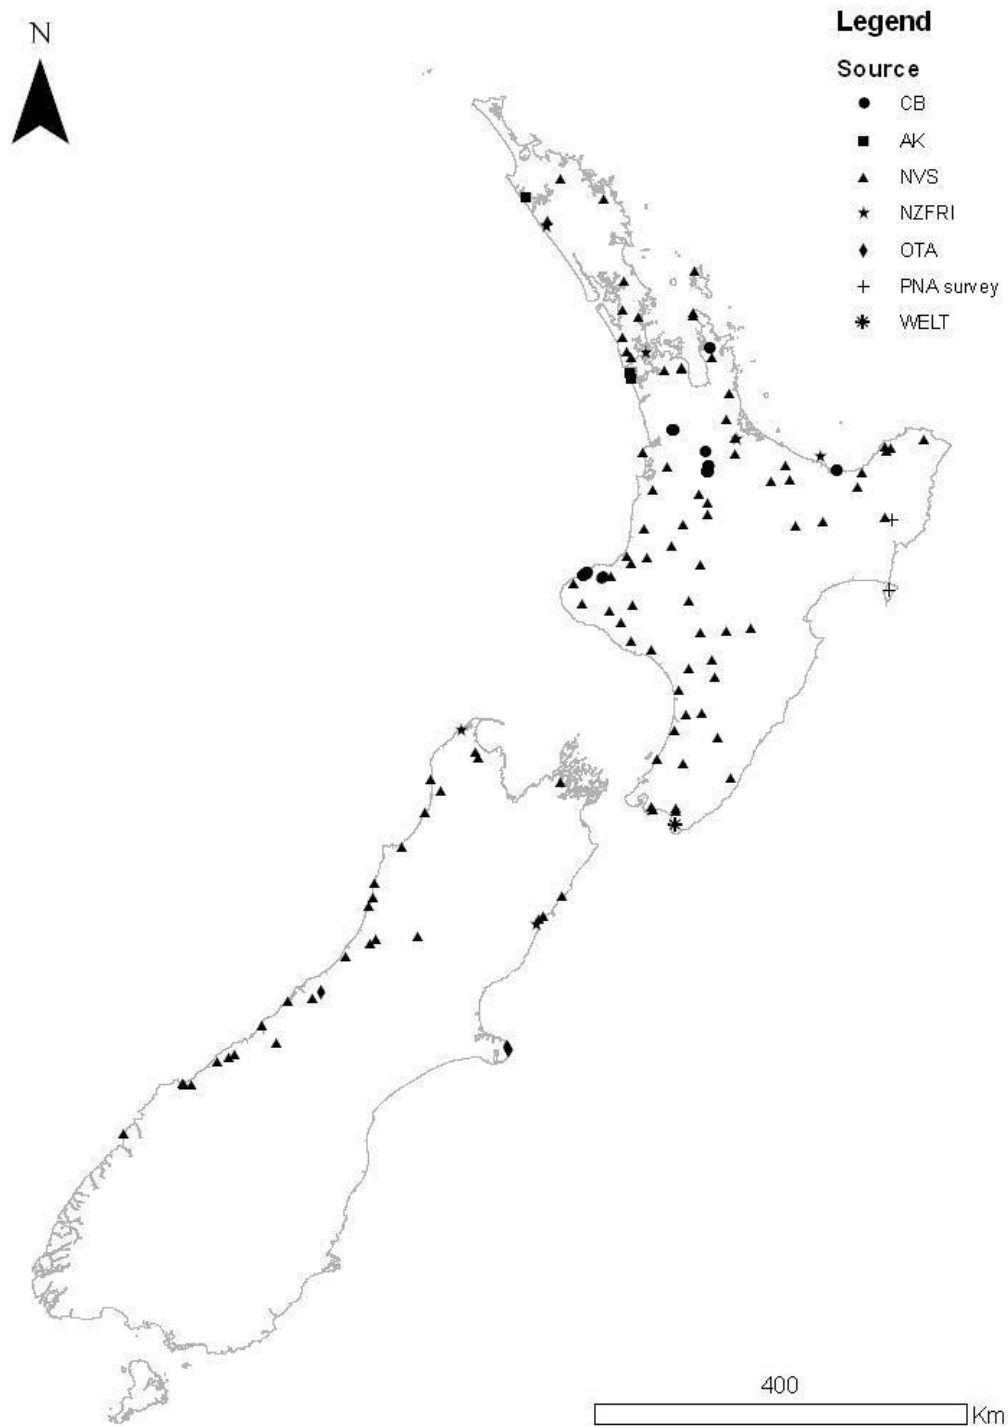 N
Legend
Source
CB
AK
NVS
NZFRI
OTA
PNA survey
WELT
400
Km